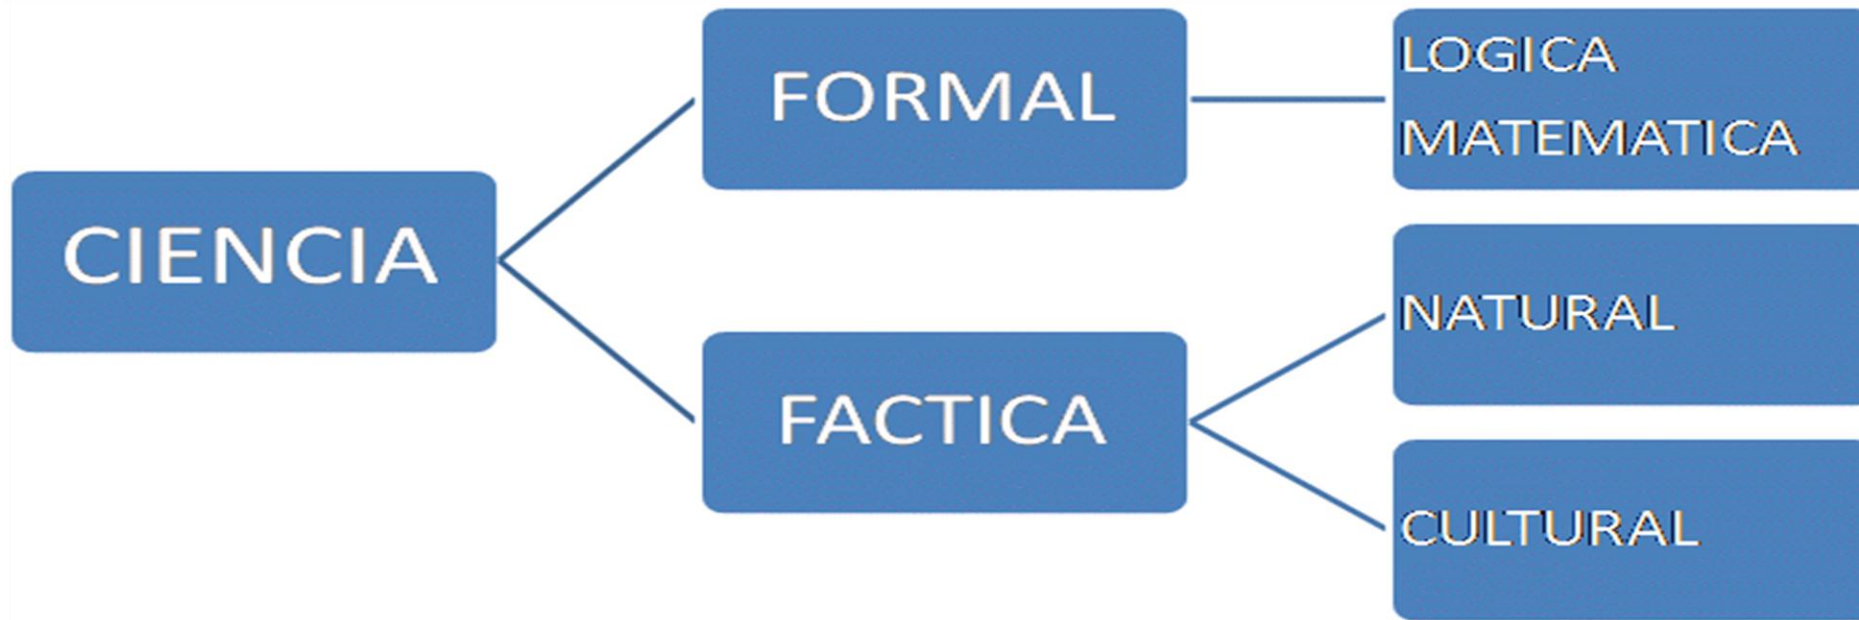 CIENCIA
FORMAL
LOGICA
MATEMATICA
FACTICA
NATURAL
CULTURAL